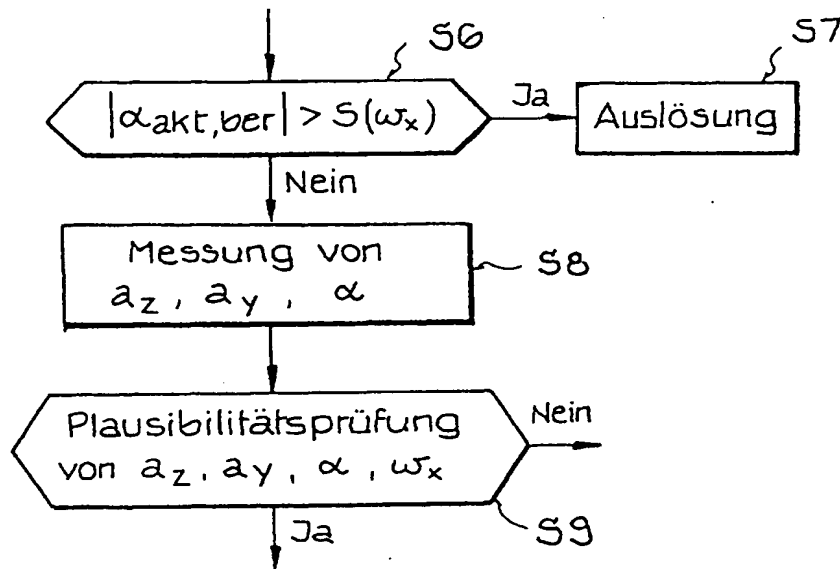 S6
S7
|α_akt,ber| > S(ω_x)
Ja
Auslösung
Nein
Messung von
a_z , a_y , α
S8
Plausibilitätsprüfung
von a_z , a_y , α , ω_x
Nein
S9
Ja